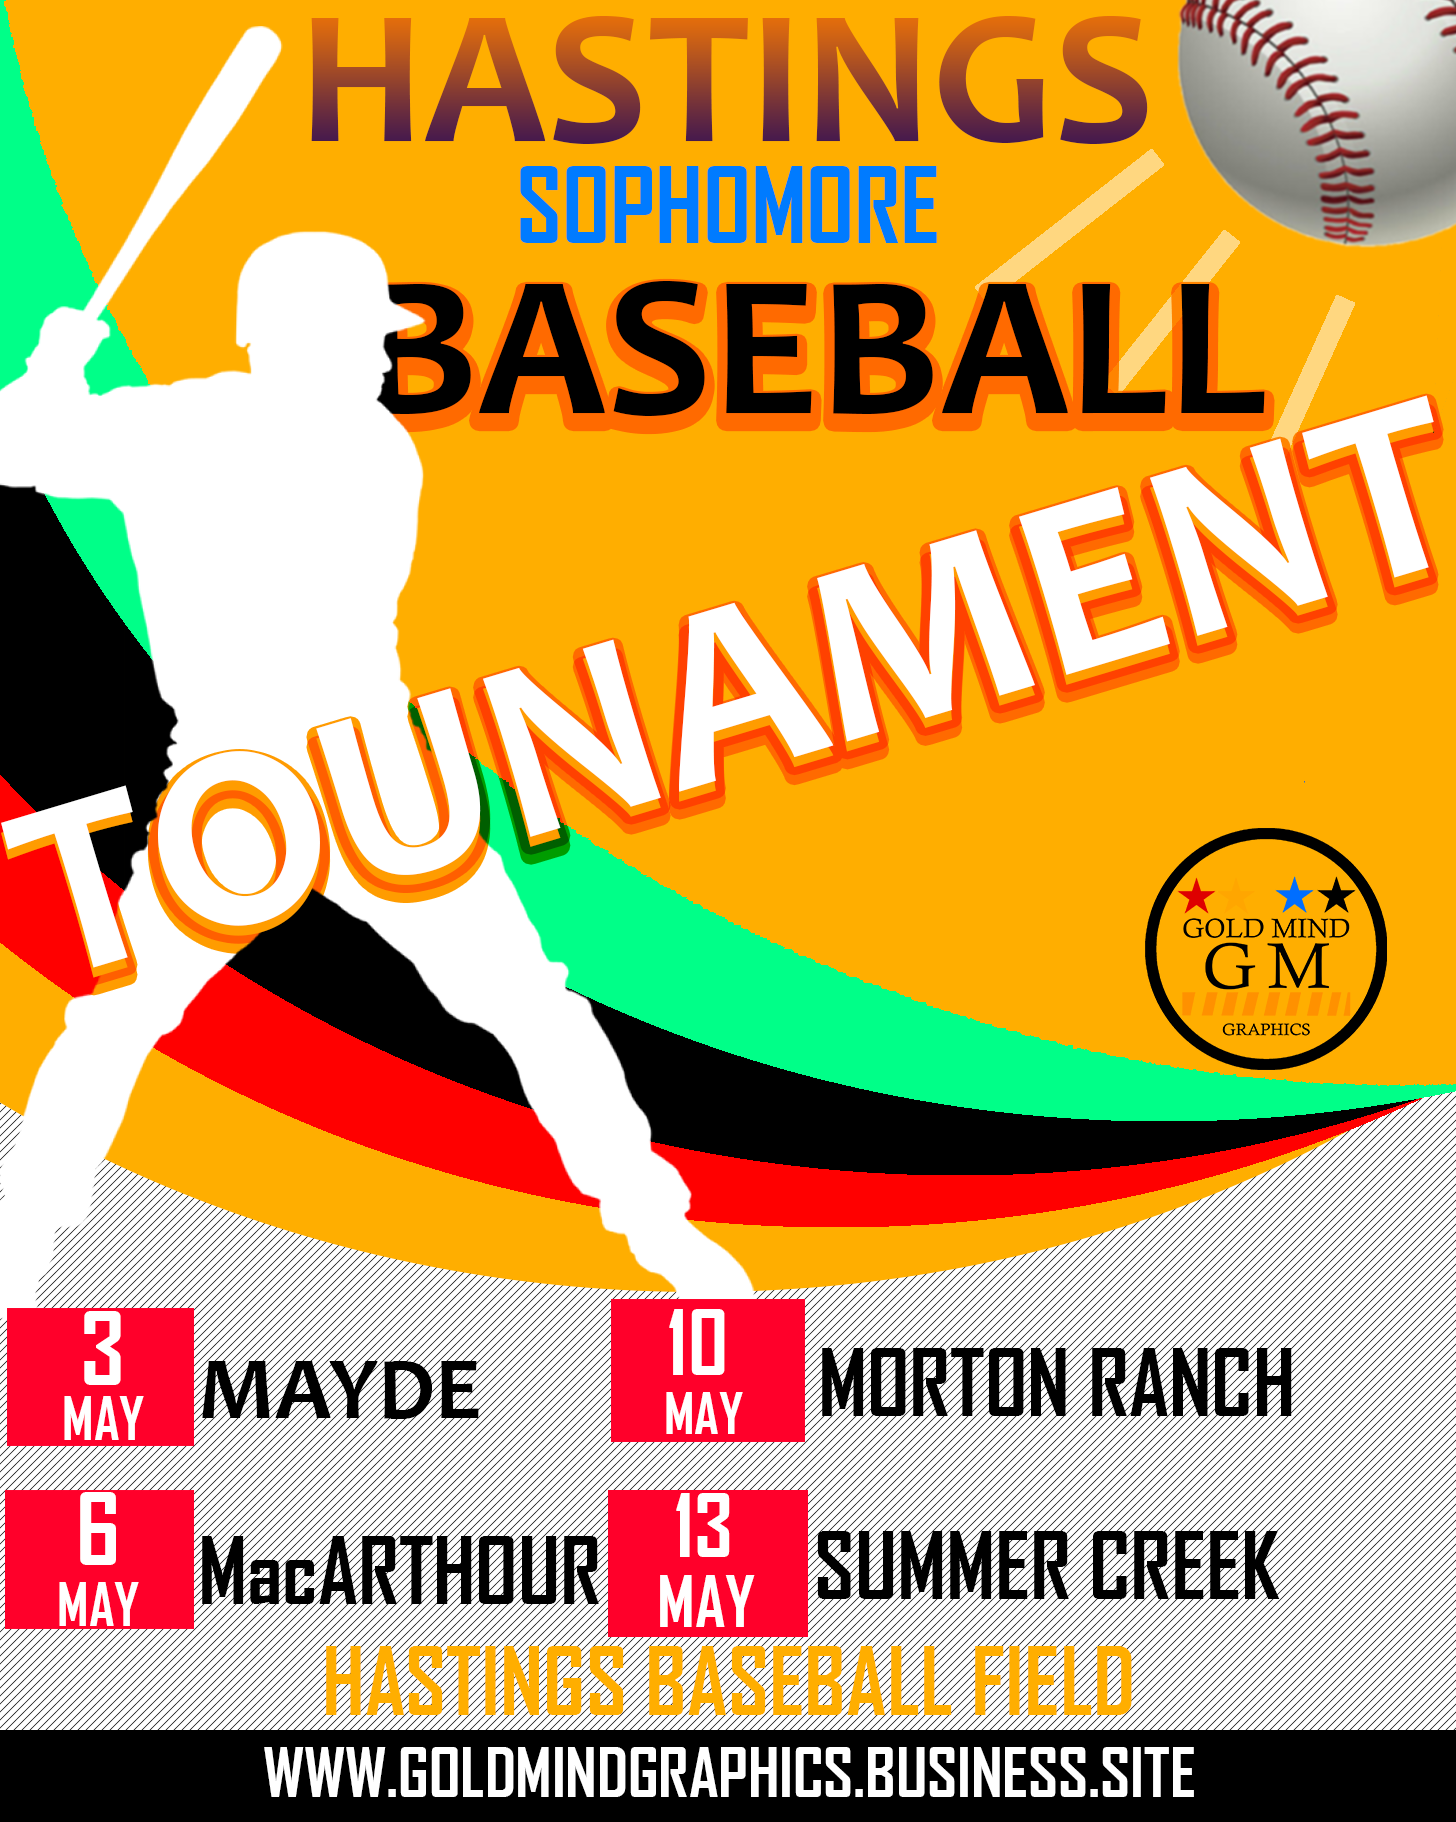 HASTINGS
SOPHOMORE
BASEBALL
TOUNAMENT
GOLD MIND
GM
GRAPHICS
3
MAY
MAYDE
10
MAY
MORTON RANCH
6
MAY
MacARTHOUR
13
MAY
SUMMER CREEK
HASTINGS BASEBALL FIELD
WWW.GOLDMINDGRAPHICS.BUSINESS.SITE